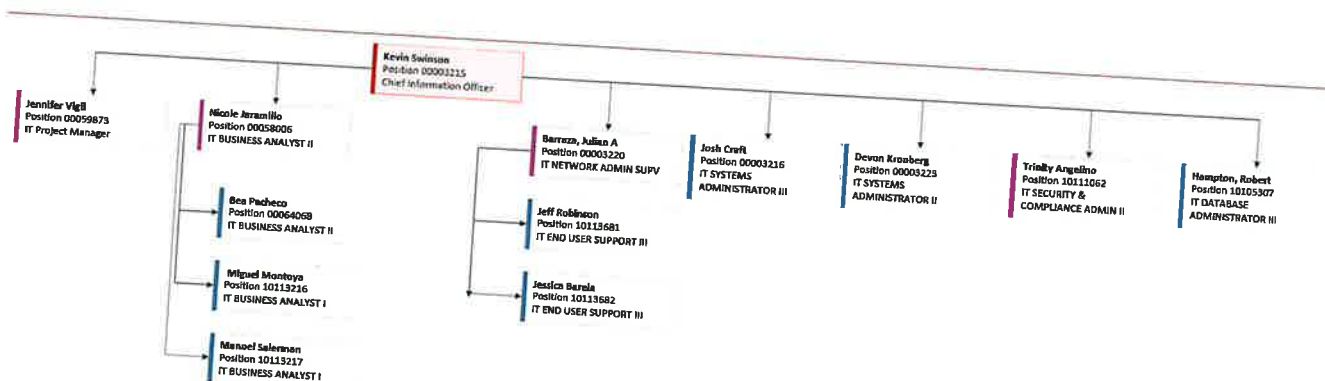 Kevin Swinson
Position 00003215
Chief Information Officer
Jennifer Vigil
Position 00059873
IT Project Manager
Nicole Jaramillo
Position 00058006
IT BUSINESS ANALYST II
Bea Pacheco
Position 00064068
IT BUSINESS ANALYST II
Miguel Montoya
Position 10113216
IT BUSINESS ANALYST I
Manuel Salerman
Position 10113217
IT BUSINESS ANALYST I
Barraza, Julian A
Position 00003220
IT NETWORK ADMIN SUPV
Jeff Robinson
Position 10113681
IT END USER SUPPORT III
Jessica Barela
Position 10113682
IT END USER SUPPORT III
Josh Craft
Position 00003216
IT SYSTEMS
ADMINISTRATOR III
Devon Kronberg
Position 00003223
IT SYSTEMS
ADMINISTRATOR II
Trinity Angelino
Position 10111062
IT SECURITY &
COMPLIANCE ADMIN II
Hampton, Robert
Position 10105307
IT DATABASE
ADMINISTRATOR III